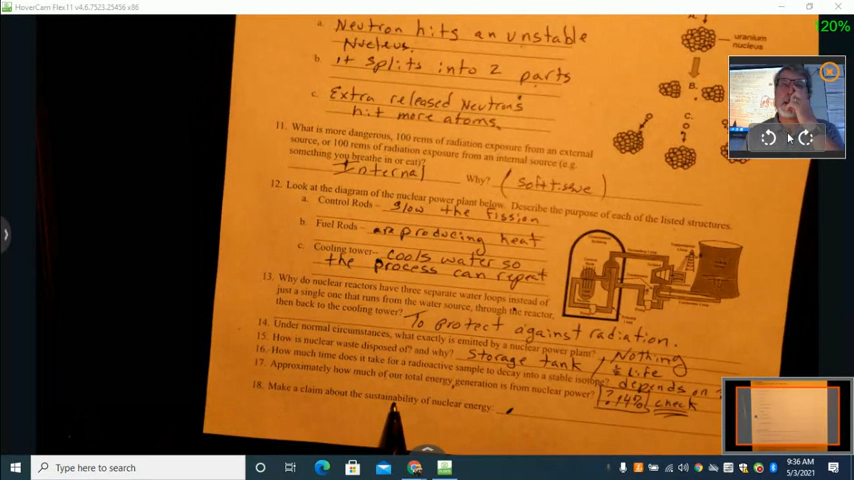 HoverCam Flex11 v4.6.7523.25456 x86
120%
a. Neutron hits an unstable
Nucleus.
b. it splits into 2 parts
c. Extra released Neutrons
hit more atoms.
uranium
nucleus
A.
B.
C.
11. What is more dangerous, 100 rems of radiation exposure from an external
source, or 100 rems of radiation exposure from an internal source (e.g.
something you breathe in or eat)?
Internal Why? (soft tissue)
12. Look at the diagram of the nuclear power plant below. Describe the purpose of each of the listed structures.
a. Control Rods – slow the fission
b. Fuel Rods – are producing heat
c. Cooling tower– cools water so
the process can repeat
13. Why do nuclear reactors have three separate water loops instead of
just a single one that runs from the water source, through the reactor,
then back to the cooling tower? To protect against radiation.
14. Under normal circumstances, what exactly is emitted by a nuclear power plant? Nothing
15. How is nuclear waste disposed of? and why? Storage tank
16. How much time does it take for a radioactive sample to decay into a stable isotope? depends on ½ Life
17. Approximately how much of our total energy generation is from nuclear power? ? 14% check
18. Make a claim about the sustainability of nuclear energy.
Type here to search
9:36 AM
5/3/2021